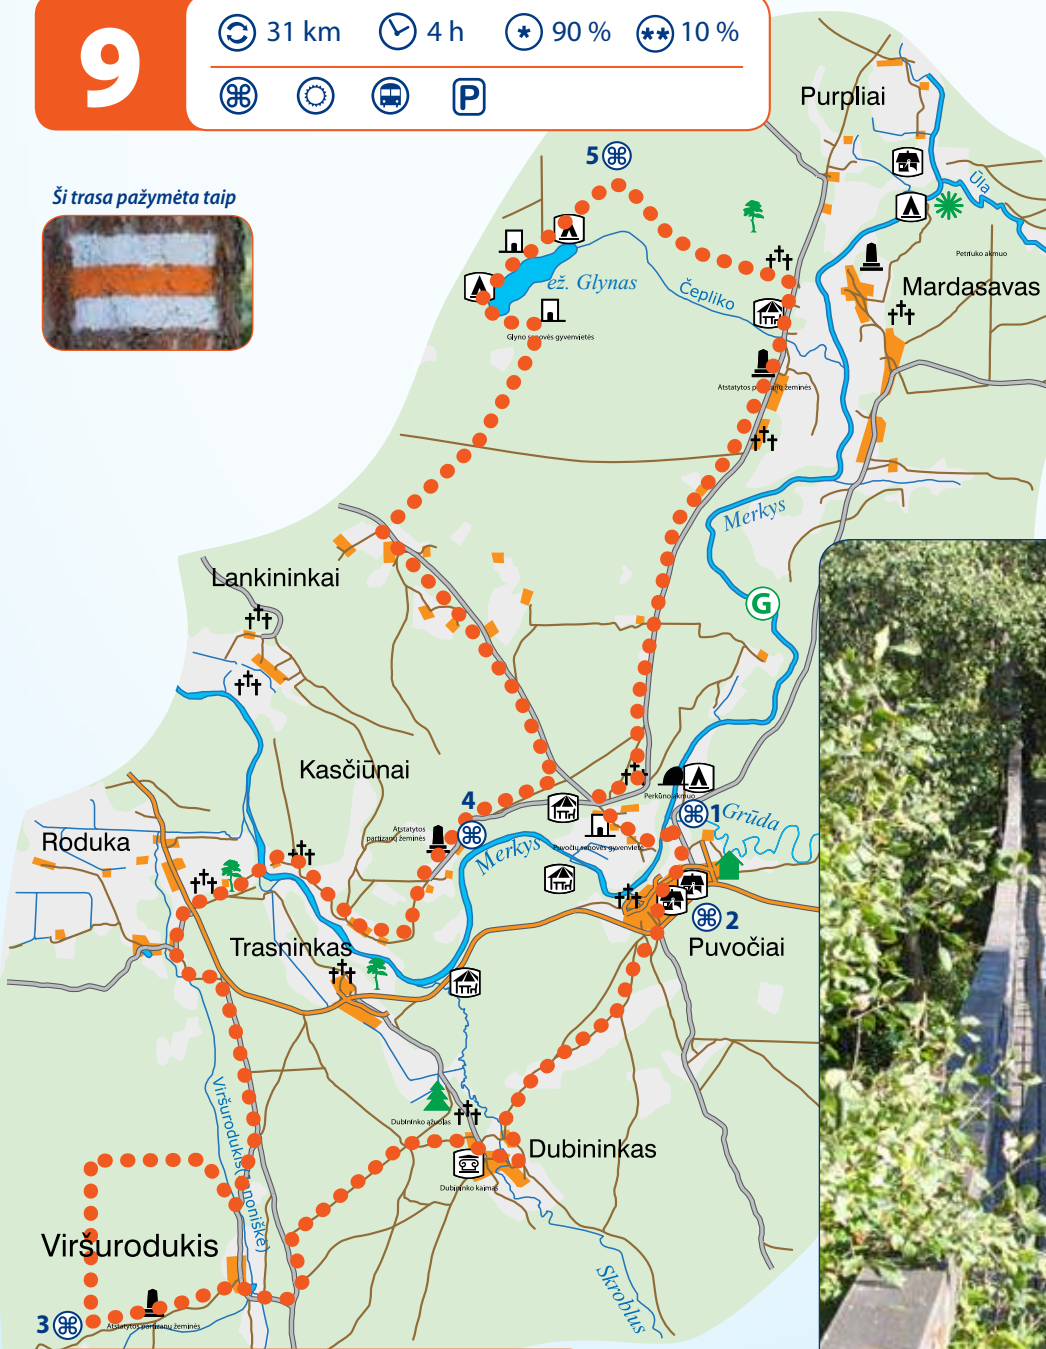 9
31 km
4 h
* 90 %
** 10 %
P
Ši trasa pažymėta taip
Purpliai
5
Ūla
Petriuko akmuo
Mardasavas
ež. Glynas
Čepliko
Glyno senovės gyvenvietės
Atstatytos partizanų žeminės
Merkys
G
Lankininkai
Kasčiūnai
4
Atstatytos
partizanų žeminės
Merkys
Perkūno akmuo
1
Grūda
Puvočių senovės gyvenvietė
Roduka
2
Puvočiai
Trasninkas
Viršurodukis
Dubininko ąžuolas
Dubininkas
Dubininko kaimas
Viršurodukis
Skroblus
3
Atstatytos partizanų žeminės